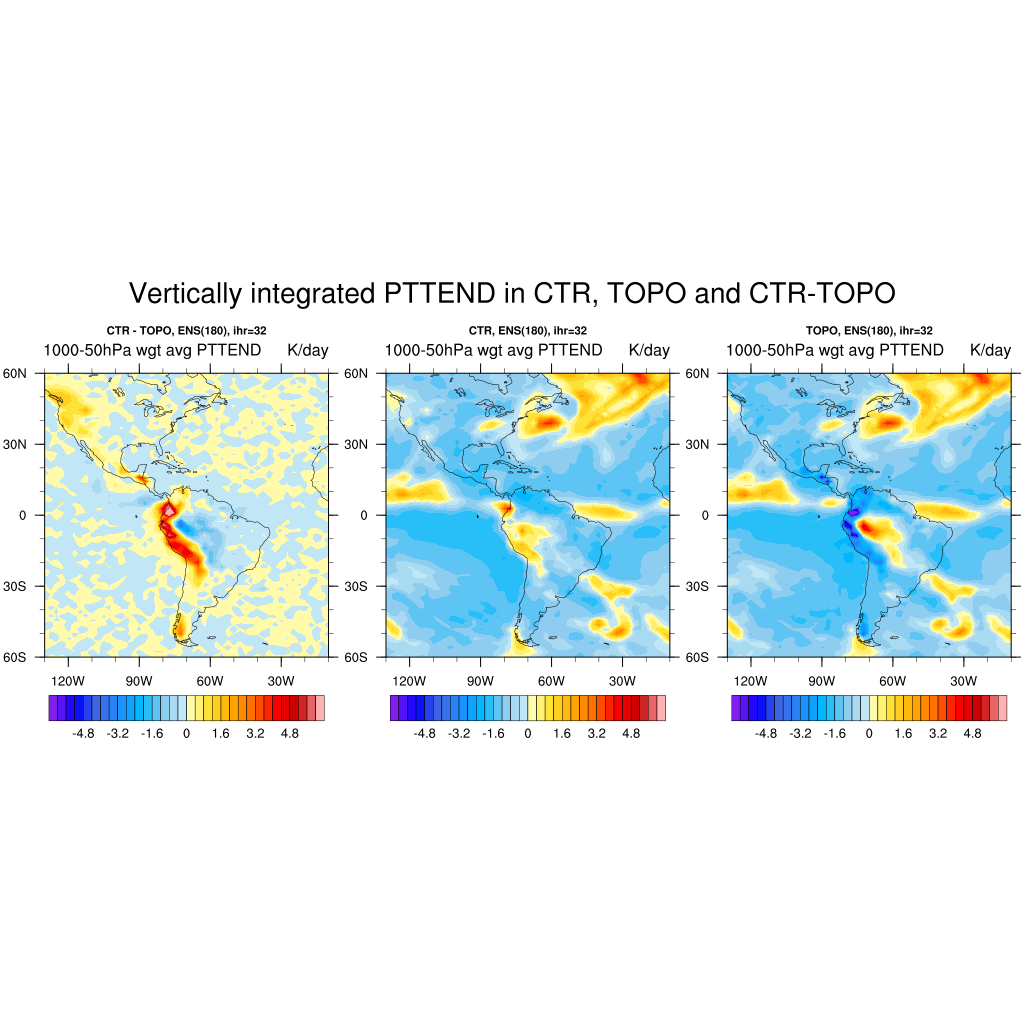 Vertically integrated PTTEND in CTR, TOPO and CTR-TOPO
CTR - TOPO, ENS(180), ihr=32
1000-50hPa wgt avg PTTEND K/day
60N
30N
0
30S
60S
120W 90W 60W 30W
-4.8 -3.2 -1.6 0 1.6 3.2 4.8
CTR, ENS(180), ihr=32
1000-50hPa wgt avg PTTEND K/day
60N
30N
0
30S
60S
120W 90W 60W 30W
-4.8 -3.2 -1.6 0 1.6 3.2 4.8
TOPO, ENS(180), ihr=32
1000-50hPa wgt avg PTTEND K/day
60N
30N
0
30S
60S
120W 90W 60W 30W
-4.8 -3.2 -1.6 0 1.6 3.2 4.8